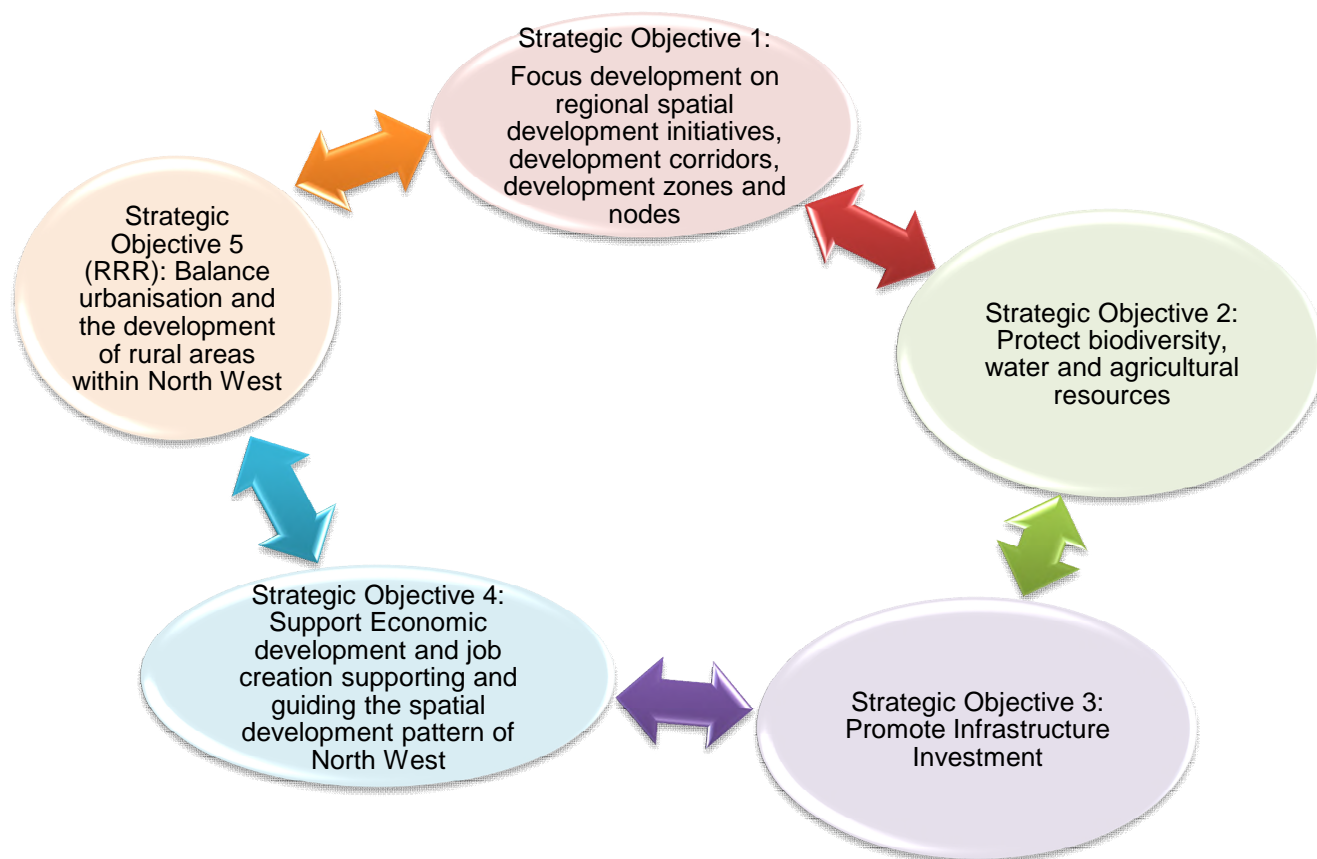 Strategic Objective 1:
Focus development on
regional spatial
development initiatives,
development corridors,
development zones and
nodes
Strategic Objective 2:
Protect biodiversity,
water and agricultural
resources
Strategic Objective 3:
Promote Infrastructure
Investment
Strategic Objective 4:
Support Economic
development and job
creation supporting and
guiding the spatial
development pattern of
North West
Strategic
Objective 5
(RRR): Balance
urbanisation and
the development
of rural areas
within North West